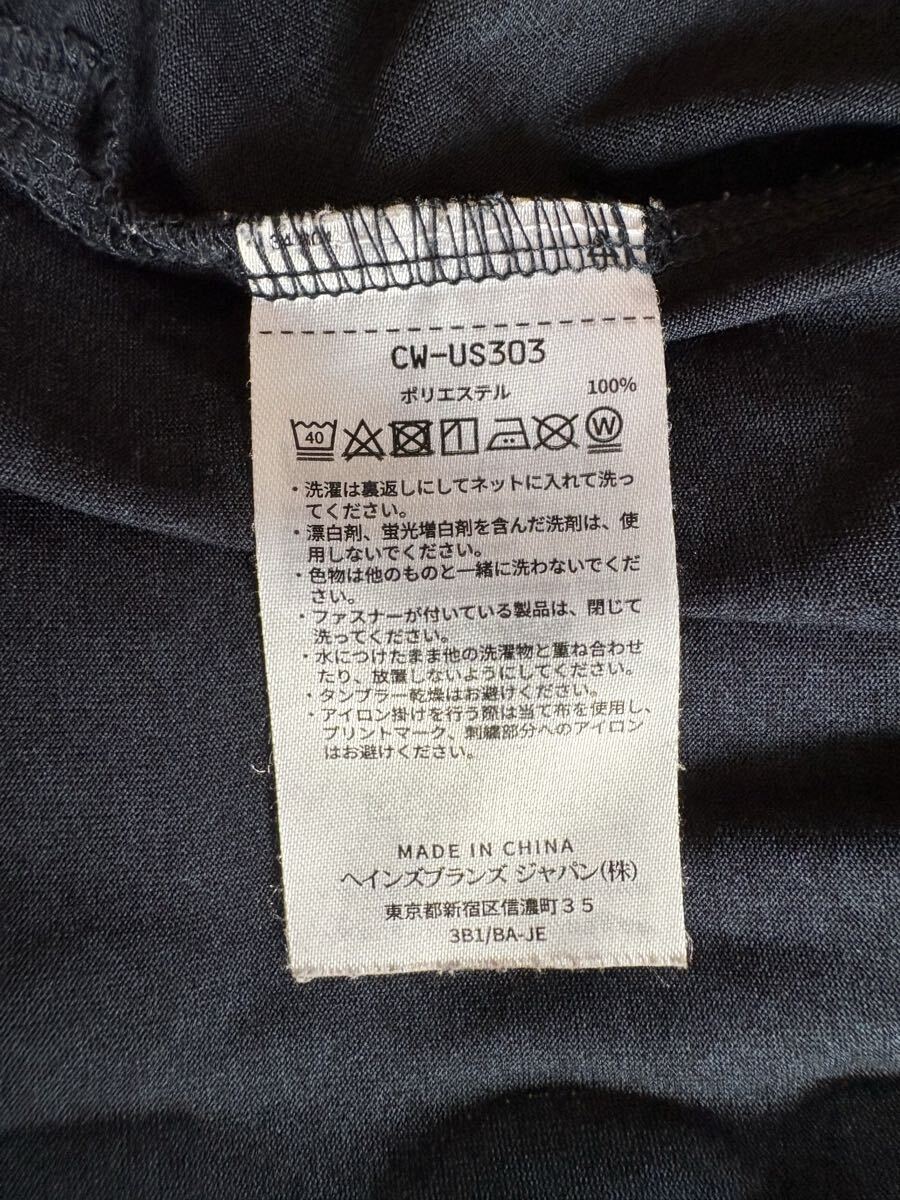 CW-US303
ポリエステル 100%
40 W
・洗濯は裏返しにしてネットに入れて洗っ
てください。
・漂白剤、蛍光増白剤を含んだ洗剤は、使
用しないでください。
・色物は他のものと一緒に洗わないでくだ
さい。
・ファスナーが付いている製品は、閉じて
洗ってください。
・水につけたまま他の洗濯物と重ね合わせ
たり、放置しないようにしてください。
・タンブラー乾燥はお避けください。
・アイロン掛けを行う際は当て布を使用し、
プリントマーク、刺繍部分へのアイロン
はお避けください。
MADE IN CHINA
ヘインズブランズ ジャパン(株)
東京都新宿区信濃町35
3B1/BA-JE